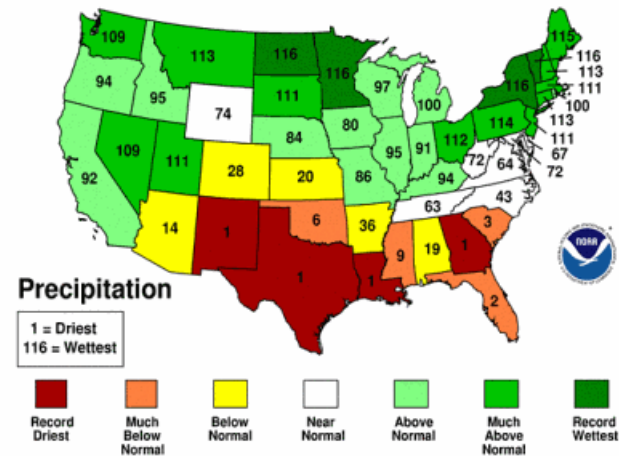 109
113
116
116
115
116
113
111
100
113
111
67
72
94
95
74
111
97
100
116
114
112
84
80
95
91
72
64
92
109
111
28
20
86
94
63
43
14
1
6
36
9
19
1
3
1
1
2
NOAA
Precipitation
1 = Driest
116 = Wettest
Record
Driest
Much
Below
Normal
Below
Normal
Near
Normal
Above
Normal
Much
Above
Normal
Record
Wettest